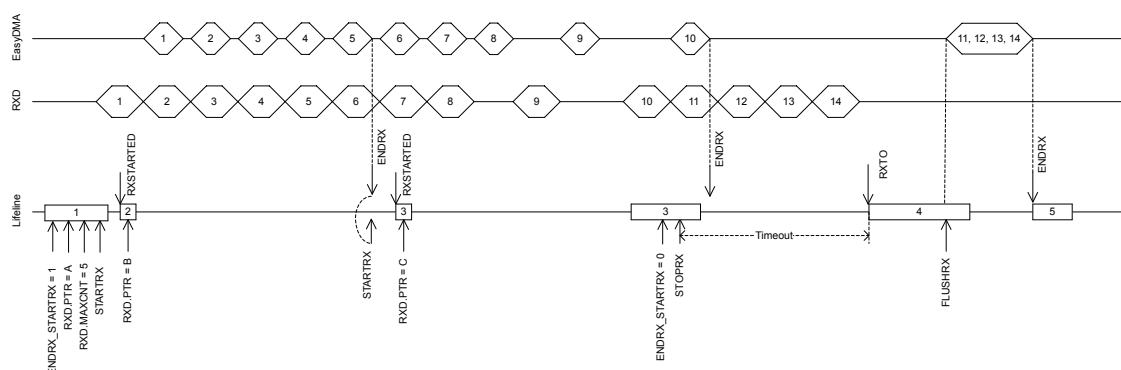 EasyDMA
1 2 3 4 5 6 7 8 9 10 11, 12, 13, 14
RXD
1 2 3 4 5 6 7 8 9 10 11 12 13 14
RXSTARTED
ENDRX
RXSTARTED
ENDRX
RXTO
ENDRX
Lifeline
1 2 3 3 4 5
Timeout
ENDRX_STARTRX = 1
RXD.PTR = A
RXD.MAXCNT = 5
STARTRX
RXD.PTR = B
STARTRX
RXD.PTR = C
ENDRX_STARTRX = 0
STOPRX
FLUSHRX